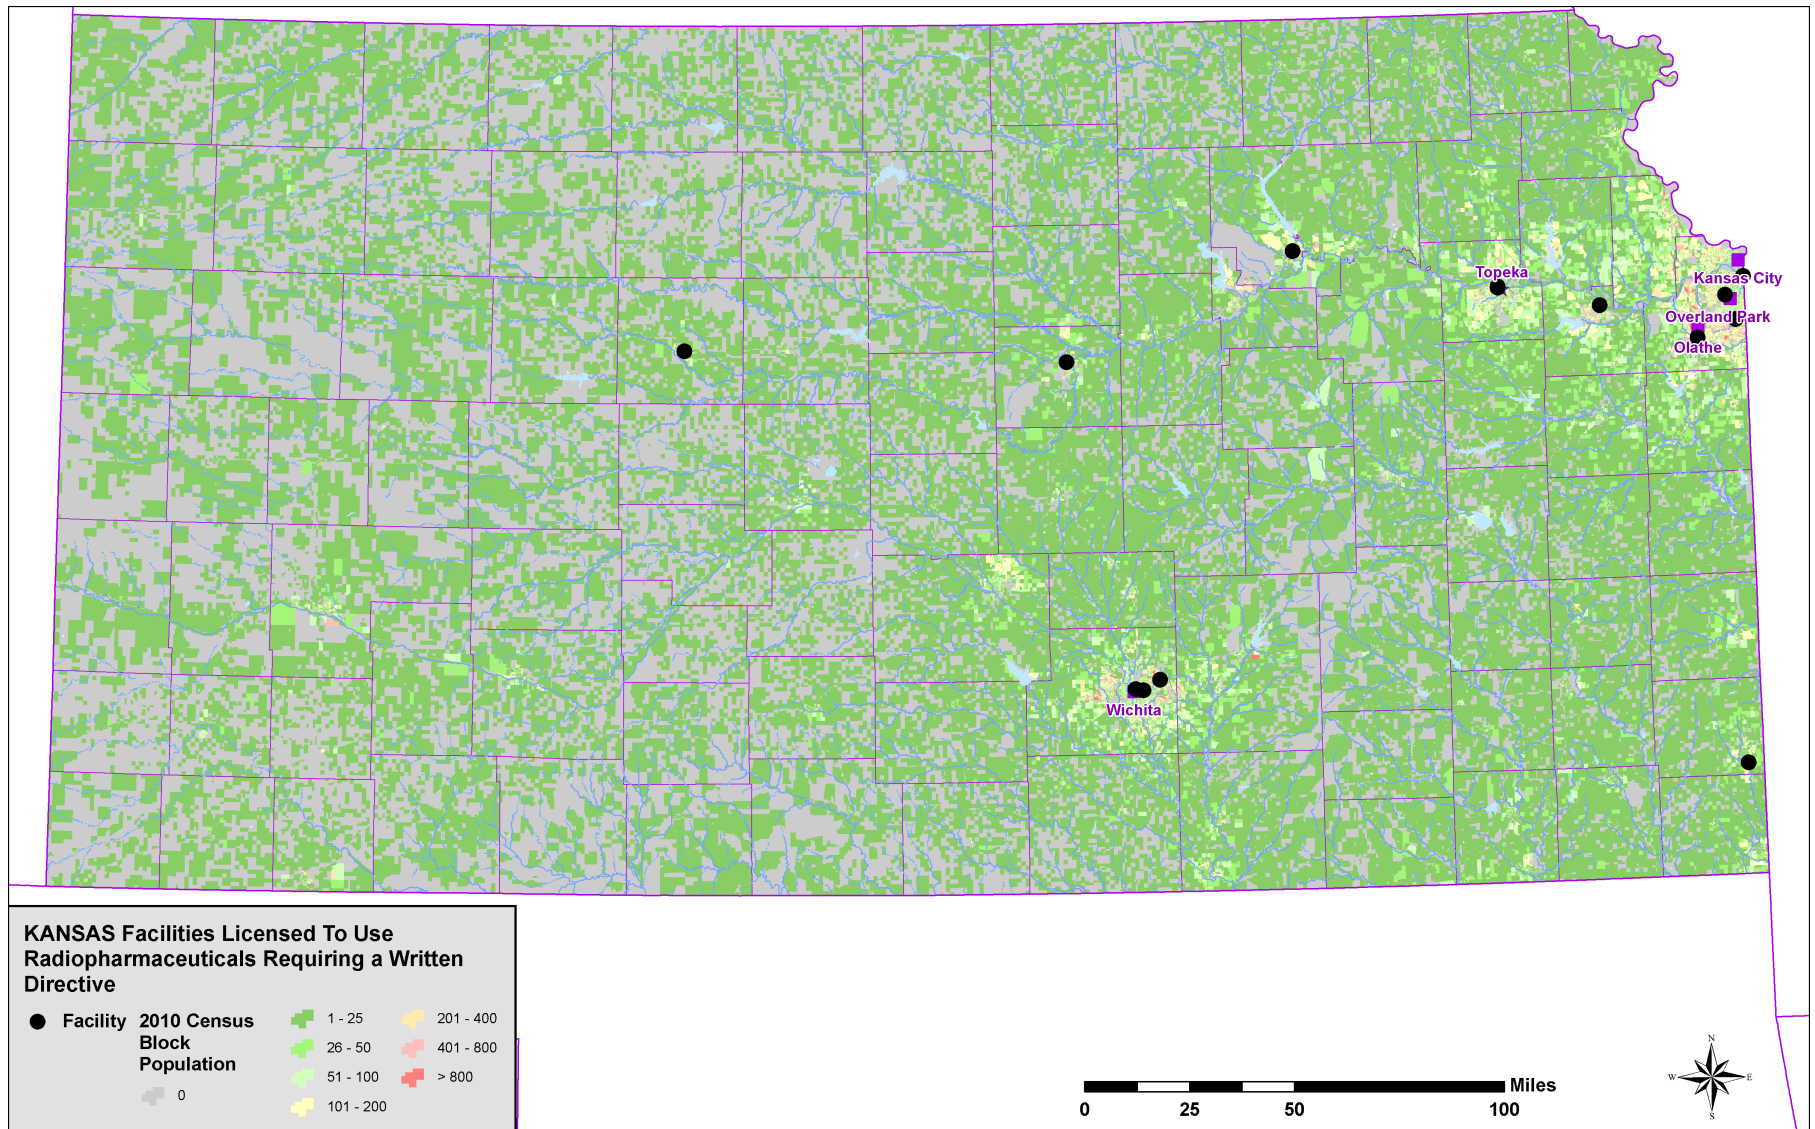 Topeka
Kansas City
Overland Park
Olathe
Wichita
KANSAS Facilities Licensed To Use
Radiopharmaceuticals Requiring a Written
Directive
Facility
2010 Census
Block
Population
0
1 - 25
26 - 50
51 - 100
101 - 200
201 - 400
401 - 800
> 800
Miles
0 25 50 100
N
W E
S